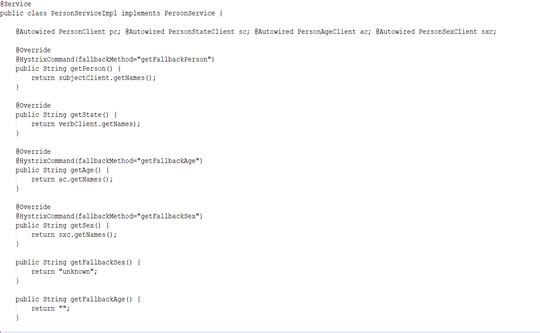 @Service
public class PersonServiceImpl implements PersonService {
@Autowired PersonClient pc; @Autowired PersonStateClient sc; @Autowired PersonAgeClient ac; @Autowired PersonSexClient sxc;
@Override
@HystrixCommand(fallbackMethod="getFallbackPerson")
public String getPerson() {
return subjectClient.getNames();
}
@Override
public String getState() {
return verbClient.getNames);
}
@Override
@HystrixCommand(fallbackMethod="getFallbackAge")
public String getAge() {
return ac.getNames();
}
@Override
@HystrixCommand(fallbackMethod="getFallbackSex")
public String getSex() {
return sxc.getNames();
}
public String getFallbackSex() {
return "unknown";
}
public String getFallbackAge() {
return "";
}